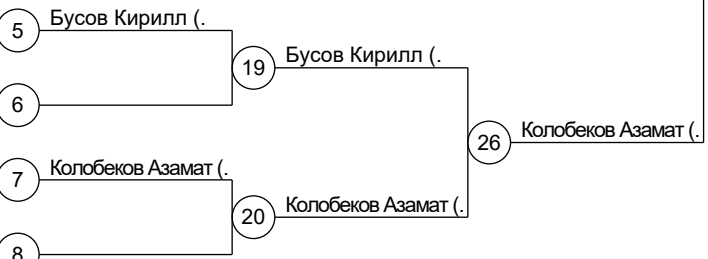 5 Бусов Кирилл (.
19 Бусов Кирилл (.
6
26 Колобеков Азамат (.
7 Колобеков Азамат (.
20 Колобеков Азамат (.
8